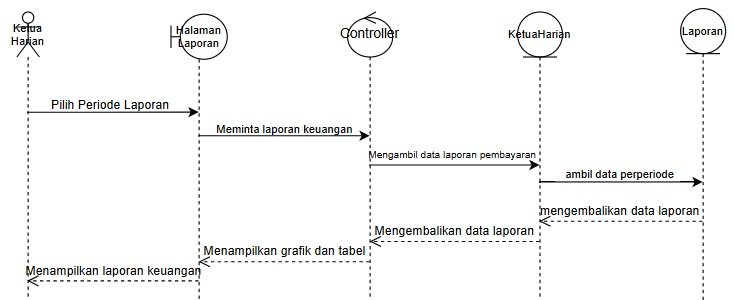 Ketua
Harian
Halaman
Laporan
Controller
KetuaHarian
Laporan
Pilih Periode Laporan
Meminta laporan keuangan
Mengambil data laporan pembayaran
ambil data perperiode
mengembalikan data laporan
Mengembalikan data laporan
Menampilkan grafik dan tabel
Menampilkan laporan keuangan